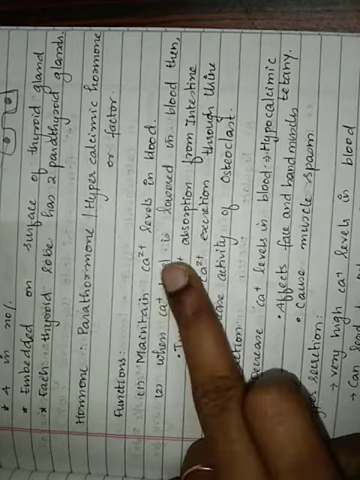 * 4 in no/.
* Embedded on surface of thyroid gland
* Each thyroid lobe has 2 parathyroid glands.
Hormone: Parathormone / Hyper calcimic hormone
or factor.
Functions:
(1) Maintain Ca²⁺ levels in blood.
(2) when ca⁺ is lowered in blood then,
absorption from Intestine
Ca²⁺ excretion through Urine
activity of Osteoclast.
Ca⁺ levels in blood → Hypocalcimic
tetany.
• Affects face and hand muscles
• Cause muscle spasm.
secretion:
→ very high ca⁺ levels in blood
→ Can